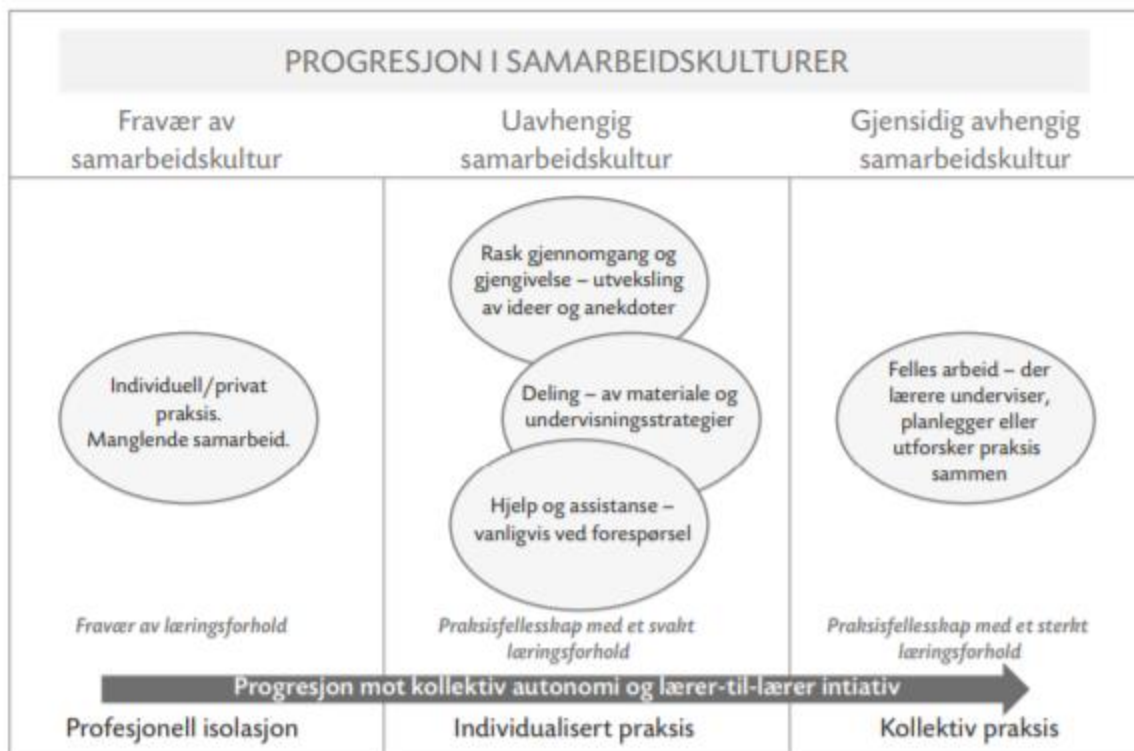 PROGRESJON I SAMARBEIDSKULTURER
Fravær av
samarbeidskultur
Uavhengig
samarbeidskultur
Gjensidig avhengig
samarbeidskultur
Individuell/privat
praksis.
Manglende samarbeid.
Rask gjennomgang og
gjengivelse – utveksling
av ideer og anekdoter
Deling – av materiale og
undervisningsstrategier
Hjelp og assistanse –
vanligvis ved forespørsel
Felles arbeid – der
lærere underviser,
planlegger eller
utforsker praksis
sammen
Fravær av læringsforhold
Praksisfellesskap med et svakt
læringsforhold
Praksisfellesskap med et sterkt
læringsforhold
Progresjon mot kollektiv autonomi og lærer-til-lærer intiativ
Profesjonell isolasjon
Individualisert praksis
Kollektiv praksis